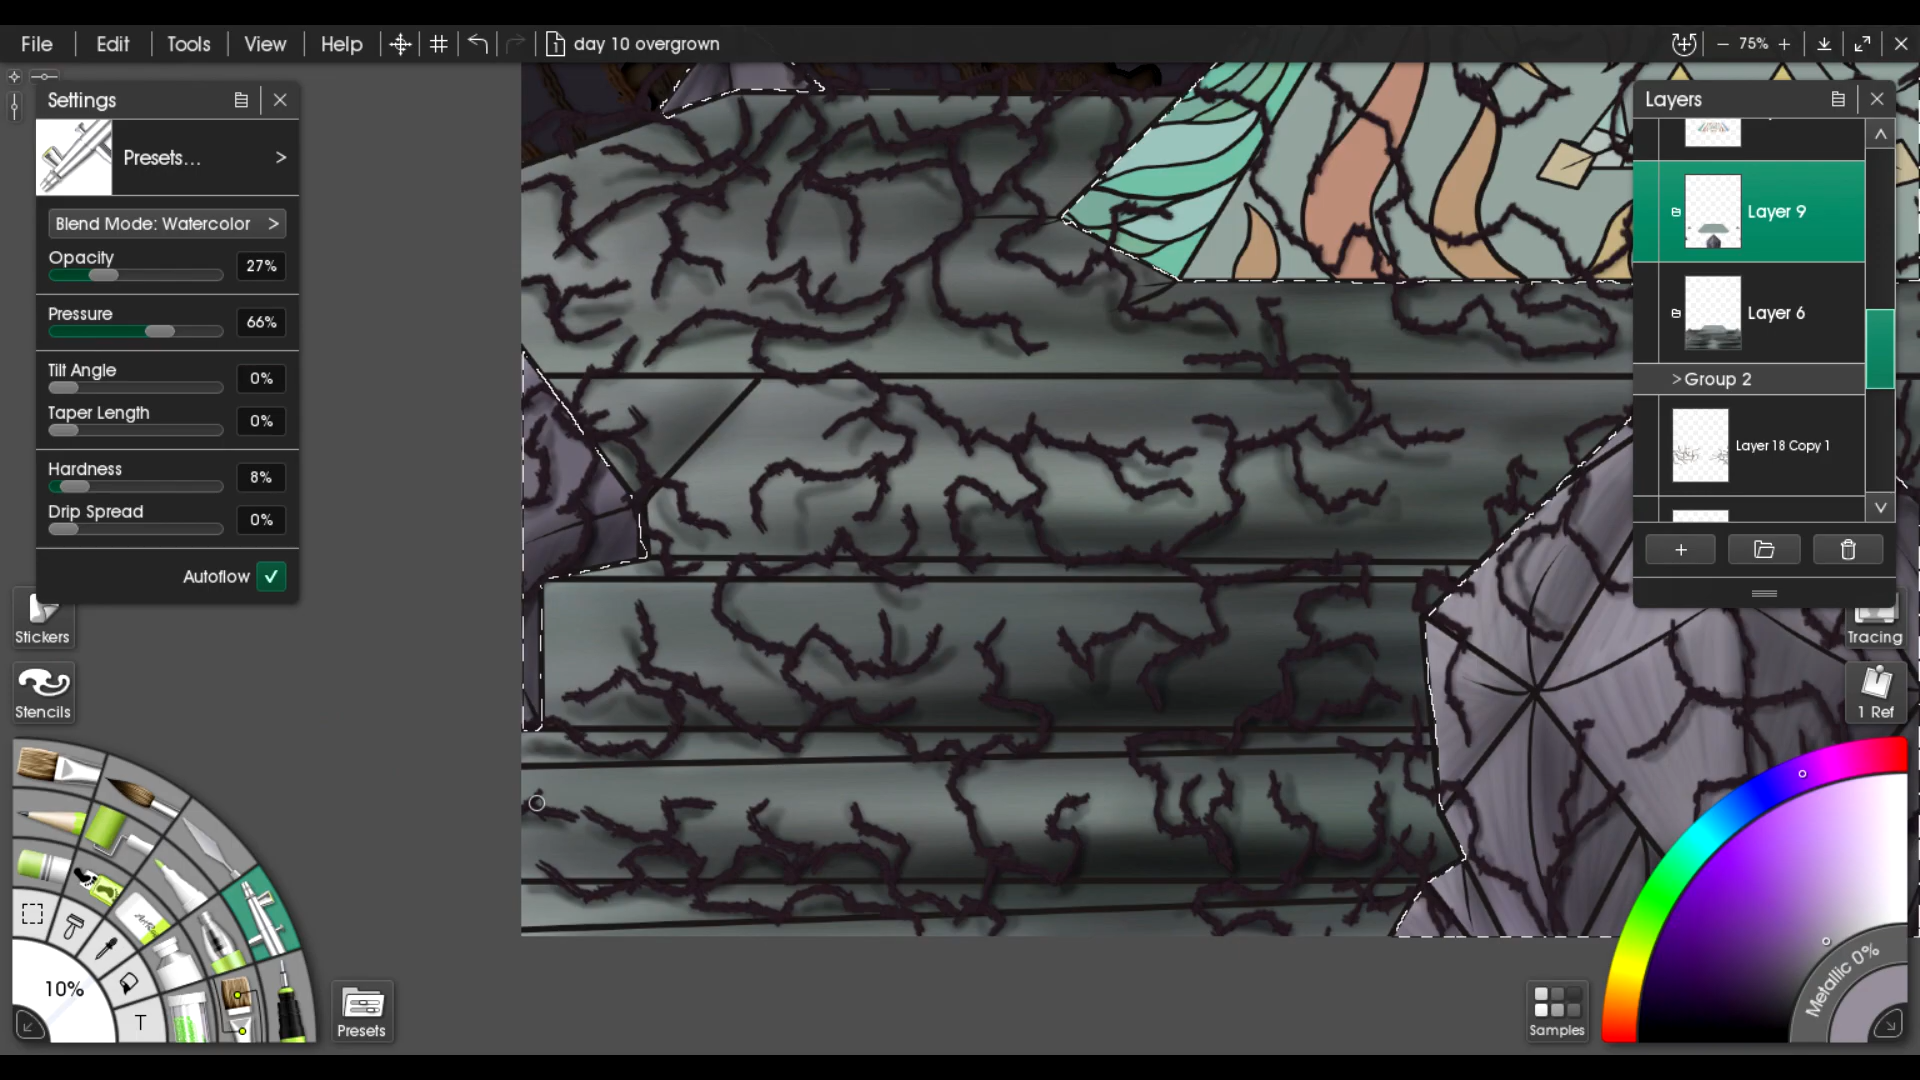 File
Edit
Tools
View
Help
day 10 overgrown
75%
Settings
Presets...
Blend Mode: Watercolor
Opacity
27%
Pressure
66%
Tilt Angle
0%
Taper Length
0%
Hardness
8%
Drip Spread
0%
Autoflow
Stickers
Stencils
10%
T
Presets
Layers
Layer 9
Layer 6
> Group 2
Layer 18 Copy 1
Tracing
1 Ref
Metallic 0%
Samples